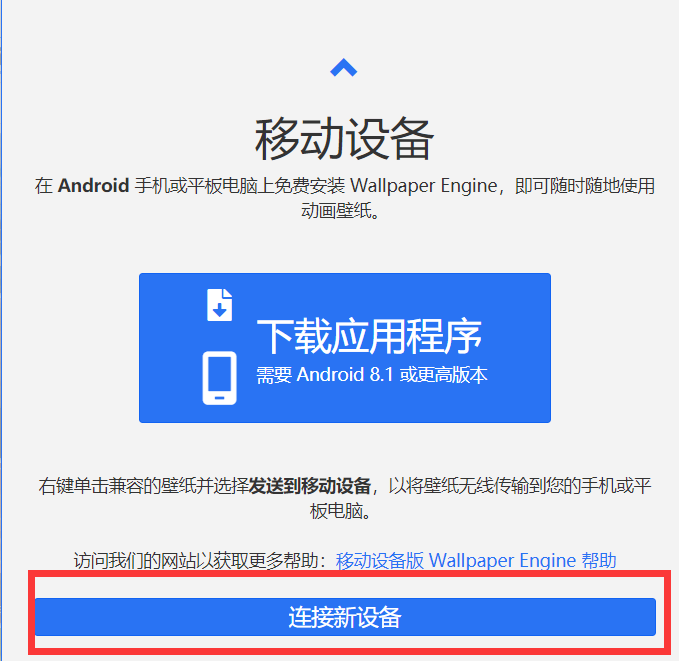 移动设备
在 Android 手机或平板电脑上免费安装 Wallpaper Engine，即可随时随地使用
动画壁纸。
下载应用程序
需要 Android 8.1 或更高版本
右键单击兼容的壁纸并选择发送到移动设备，以将壁纸无线传输到您的手机或平
板电脑。
访问我们的网站以获取更多帮助：移动设备版 Wallpaper Engine 帮助
连接新设备